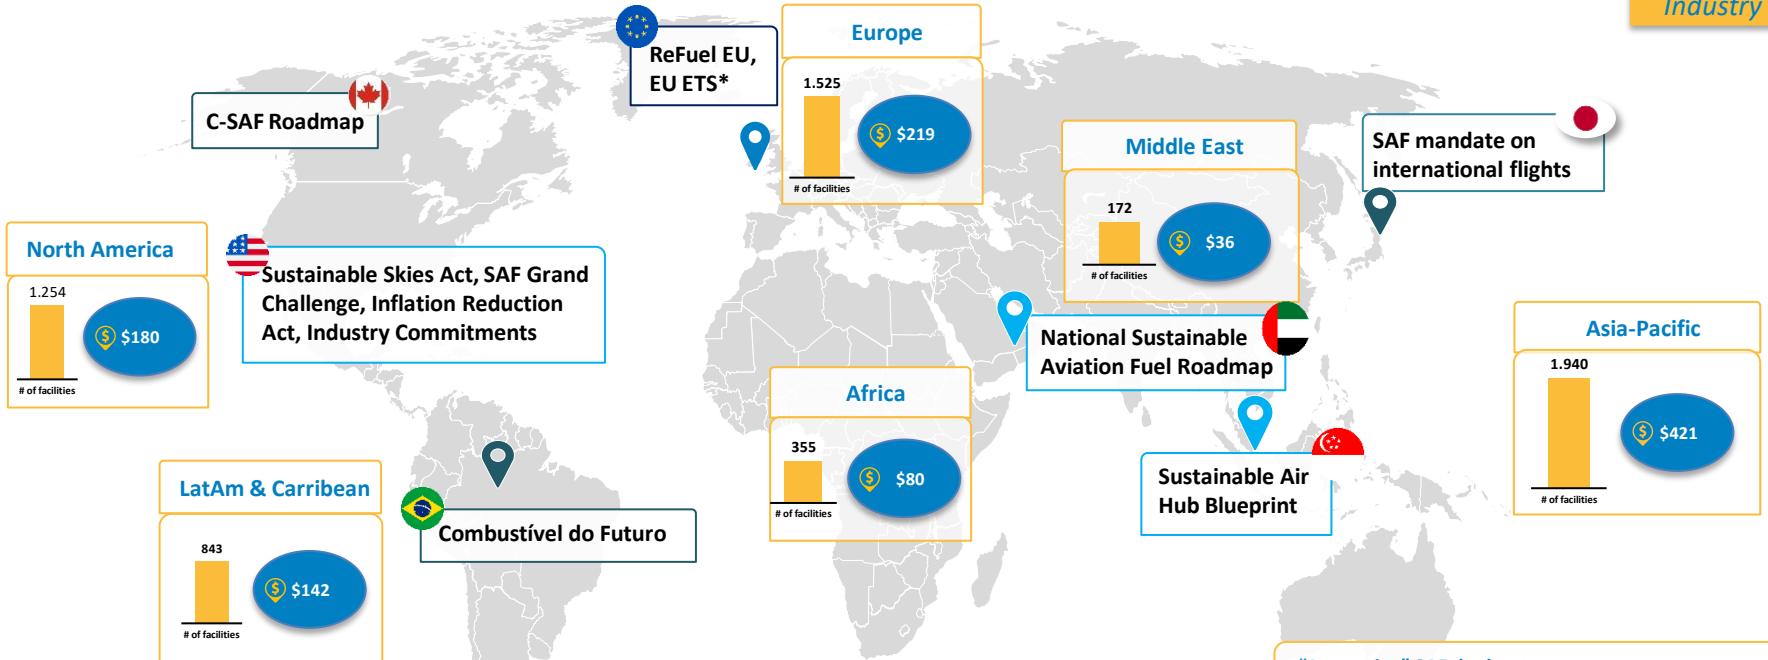 Industry
ReFuel EU,
EU ETS*
Europe
1.525
$219
# of facilities
C-SAF Roadmap
SAF mandate on
international flights
Middle East
172
$36
# of facilities
North America
1.254
$180
# of facilities
Sustainable Skies Act, SAF Grand
Challenge, Inflation Reduction
Act, Industry Commitments
National Sustainable
Aviation Fuel Roadmap
Asia-Pacific
1.940
$421
# of facilities
Africa
355
$80
# of facilities
Sustainable Air
Hub Blueprint
LatAm & Carribean
843
$142
# of facilities
Combustível do Futuro